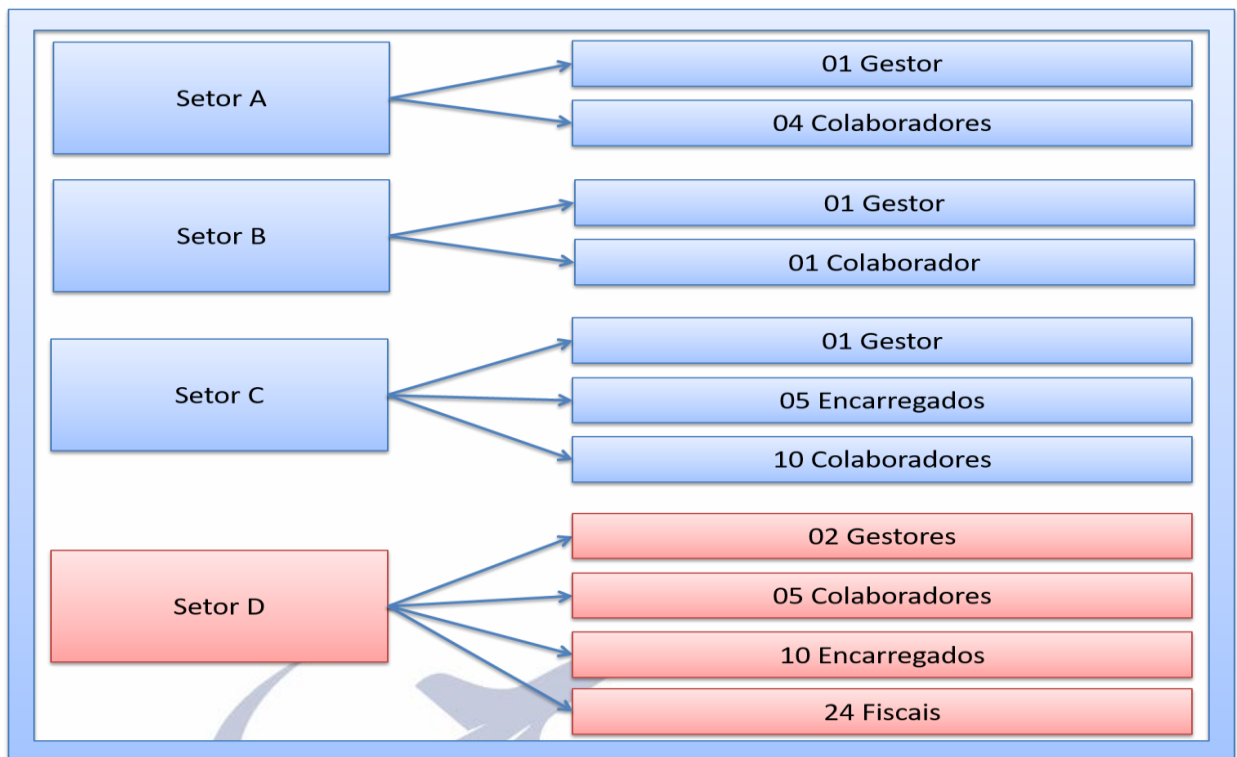 Setor A
01 Gestor
04 Colaboradores
Setor B
01 Gestor
01 Colaborador
Setor C
01 Gestor
05 Encarregados
10 Colaboradores
Setor D
02 Gestores
05 Colaboradores
10 Encarregados
24 Fiscais